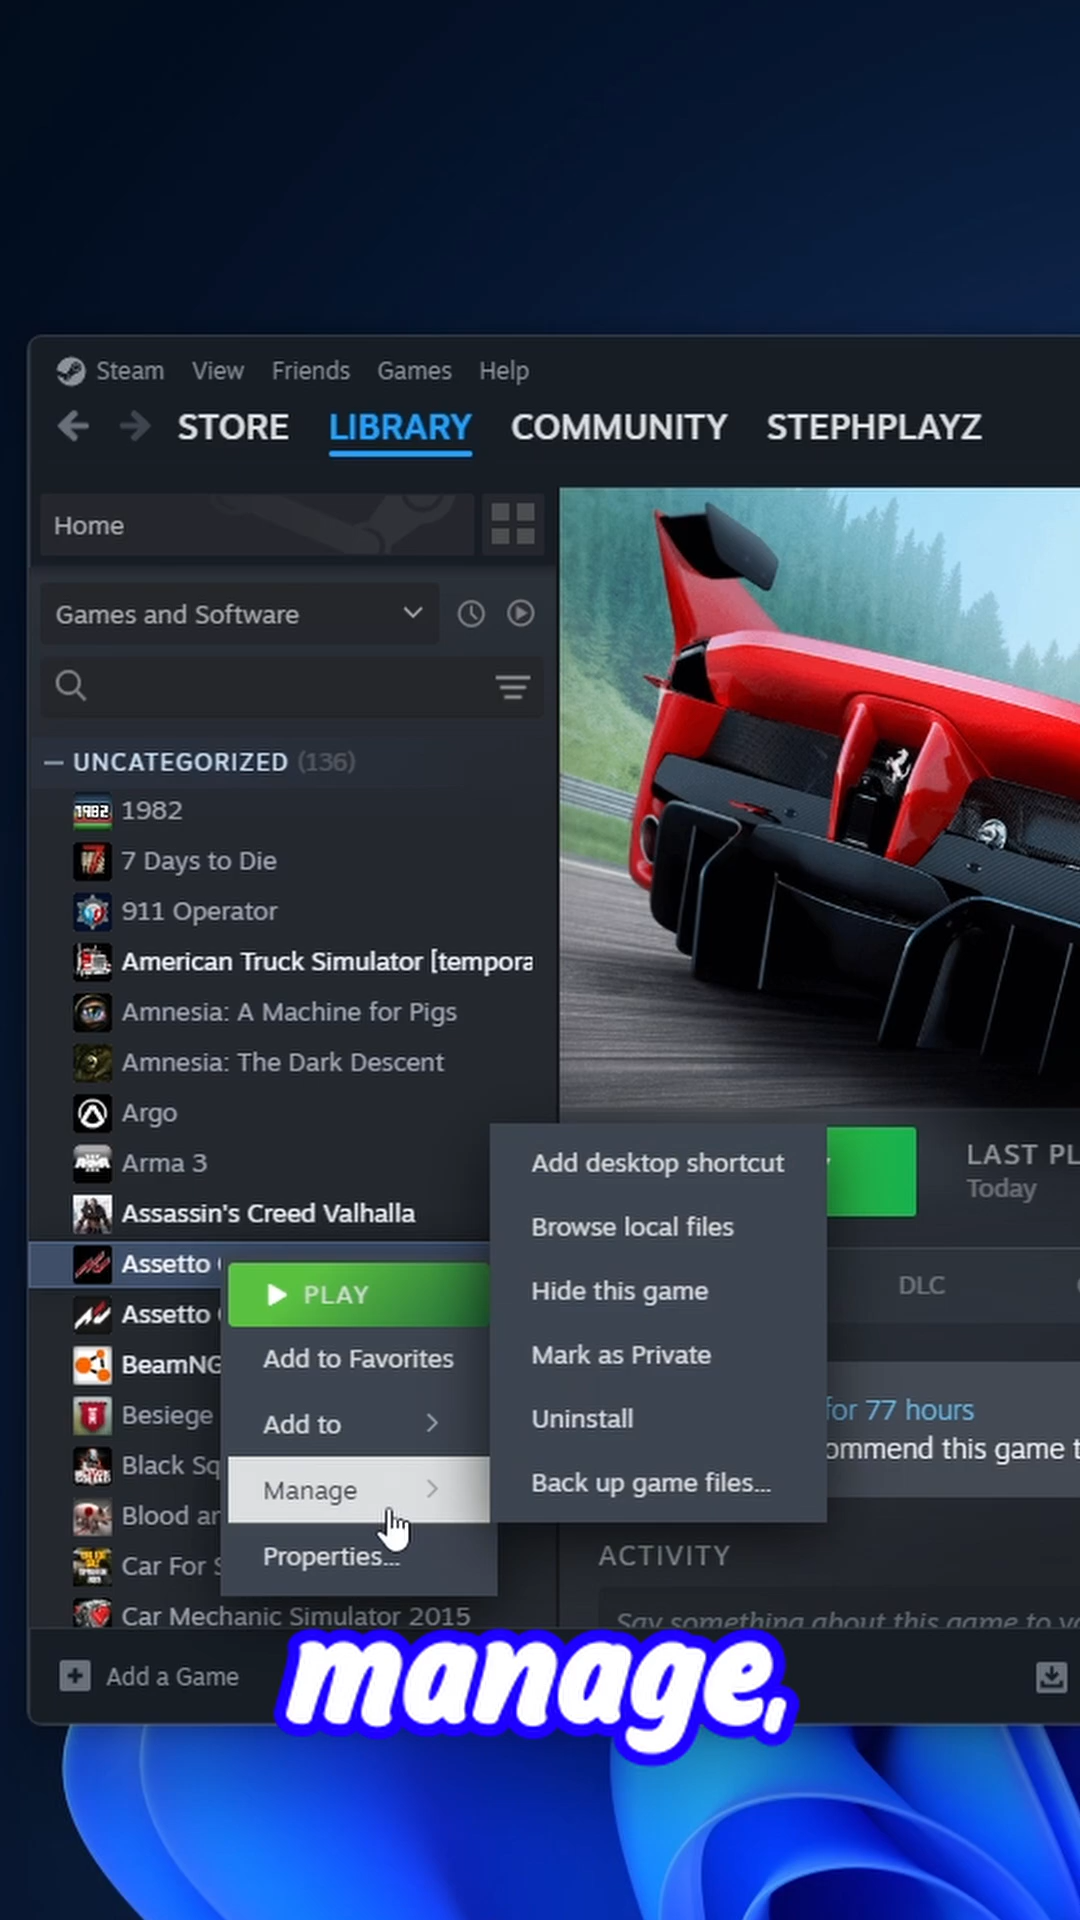 Steam View Friends Games Help
STORE LIBRARY COMMUNITY STEPHPLAYZ
Home
Games and Software
UNCATEGORIZED (136)
1982
7 Days to Die
911 Operator
American Truck Simulator [tempora
Amnesia: A Machine for Pigs
Amnesia: The Dark Descent
Argo
Arma 3
Assassin's Creed Valhalla
Assetto
Assetto
BeamNG
Besiege
Black Sq
Blood an
Car For S
Car Mechanic Simulator 2015
PLAY
Add to Favorites
Add to
Manage
Properties...
Add desktop shortcut
Browse local files
Hide this game
Mark as Private
Uninstall
Back up game files...
LAST PL
Today
DLC
for 77 hours
ommend this game t
ACTIVITY
Say something about this game to yo
Add a Game
manage,